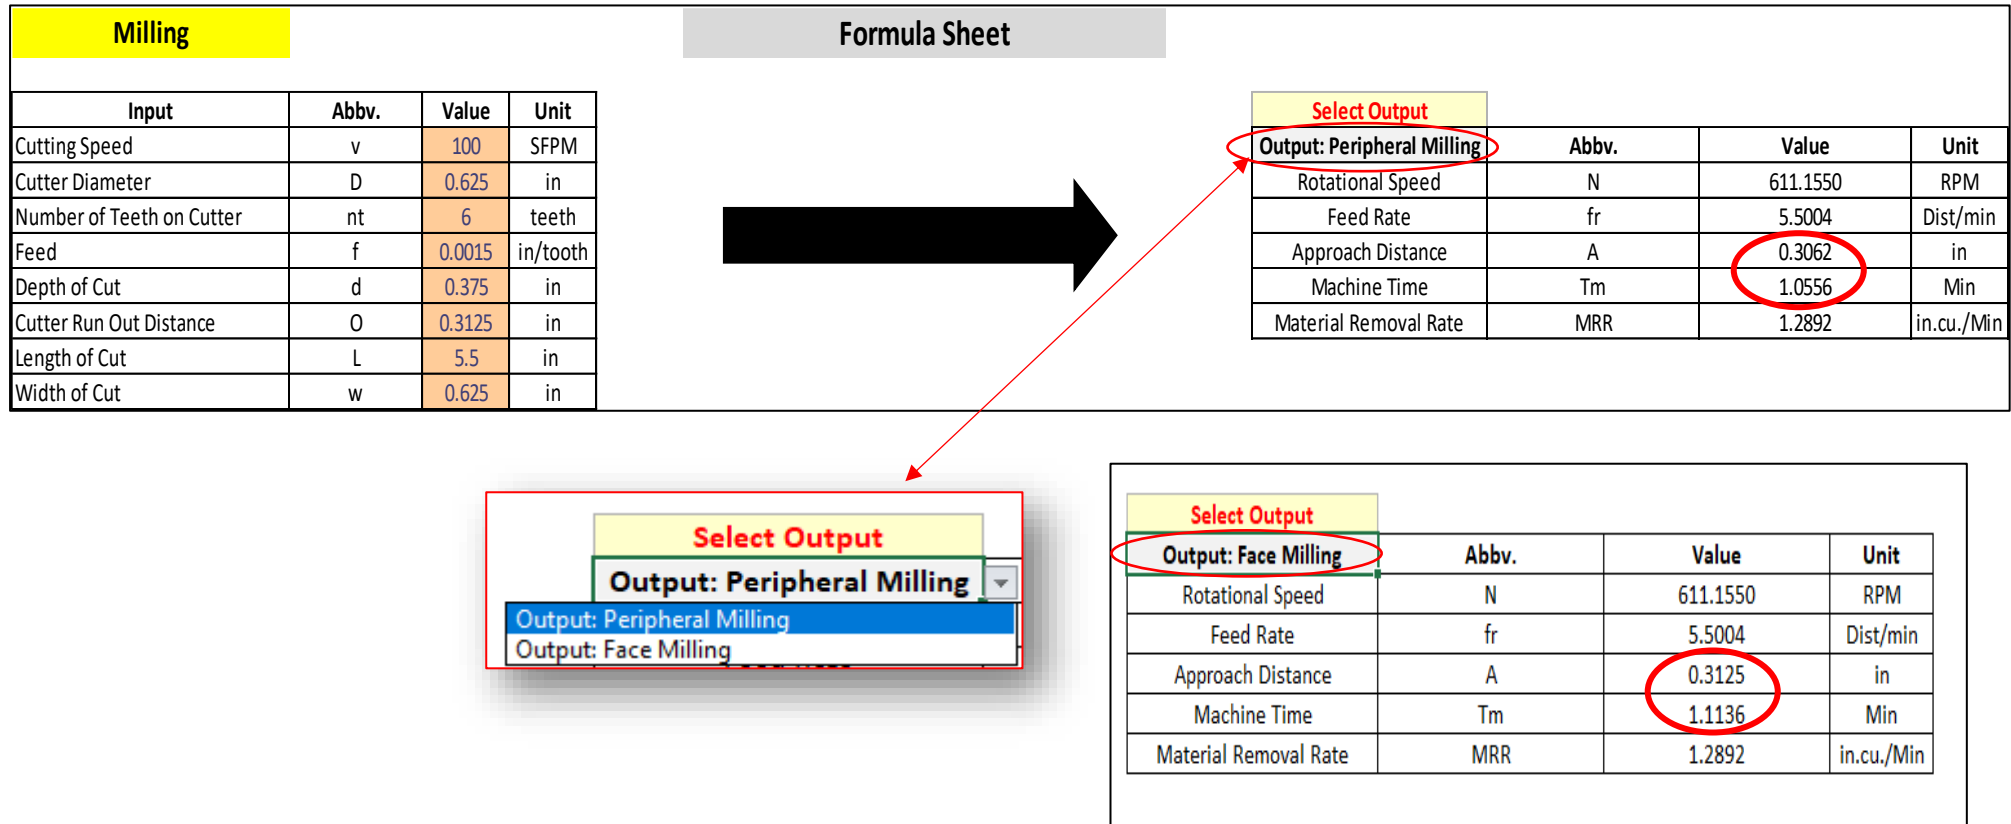 Milling
Formula Sheet
Input Abbv. Value Unit
Cutting Speed v 100 SFPM
Cutter Diameter D 0.625 in
Number of Teeth on Cutter nt 6 teeth
Feed f 0.0015 in/tooth
Depth of Cut d 0.375 in
Cutter Run Out Distance O 0.3125 in
Length of Cut L 5.5 in
Width of Cut w 0.625 in
Select Output
Output: Peripheral Milling Abbv. Value Unit
Rotational Speed N 611.1550 RPM
Feed Rate fr 5.5004 Dist/min
Approach Distance A 0.3062 in
Machine Time Tm 1.0556 Min
Material Removal Rate MRR 1.2892 in.cu./Min
Select Output
Output: Peripheral Milling
Output: Peripheral Milling
Output: Face Milling
Select Output
Output: Face Milling Abbv. Value Unit
Rotational Speed N 611.1550 RPM
Feed Rate fr 5.5004 Dist/min
Approach Distance A 0.3125 in
Machine Time Tm 1.1136 Min
Material Removal Rate MRR 1.2892 in.cu./Min